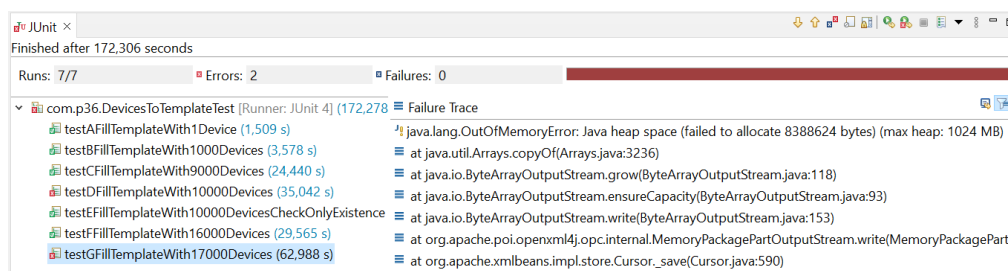 JUnit
Finished after 172,306 seconds
Runs: 7/7 Errors: 2 Failures: 0
com.p36.DevicesToTemplateTest [Runner: JUnit 4] (172,278
testAFillTemplateWith1Device (1,509 s)
testBFillTemplateWith1000Devices (3,578 s)
testCFillTemplateWith9000Devices (24,440 s)
testDFillTemplateWith10000Devices (35,042 s)
testEFillTemplateWith10000DevicesCheckOnlyExistence
testFFillTemplateWith16000Devices (29,565 s)
testGFillTemplateWith17000Devices (62,988 s)
Failure Trace
java.lang.OutOfMemoryError: Java heap space (failed to allocate 8388624 bytes) (max heap: 1024 MB)
at java.util.Arrays.copyOf(Arrays.java:3236)
at java.io.ByteArrayOutputStream.grow(ByteArrayOutputStream.java:118)
at java.io.ByteArrayOutputStream.ensureCapacity(ByteArrayOutputStream.java:93)
at java.io.ByteArrayOutputStream.write(ByteArrayOutputStream.java:153)
at org.apache.poi.openxml4j.opc.internal.MemoryPackagePartOutputStream.write(MemoryPackagePar
at org.apache.xmlbeans.impl.store.Cursor._save(Cursor.java:590)